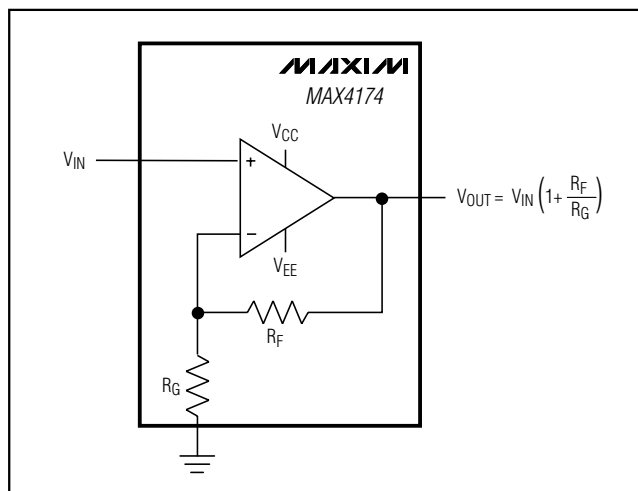 MAXIM
MAX4174
VCC
VIN
+
VOUT = VIN (1+ RF/RG)
−
VEE
RF
RG